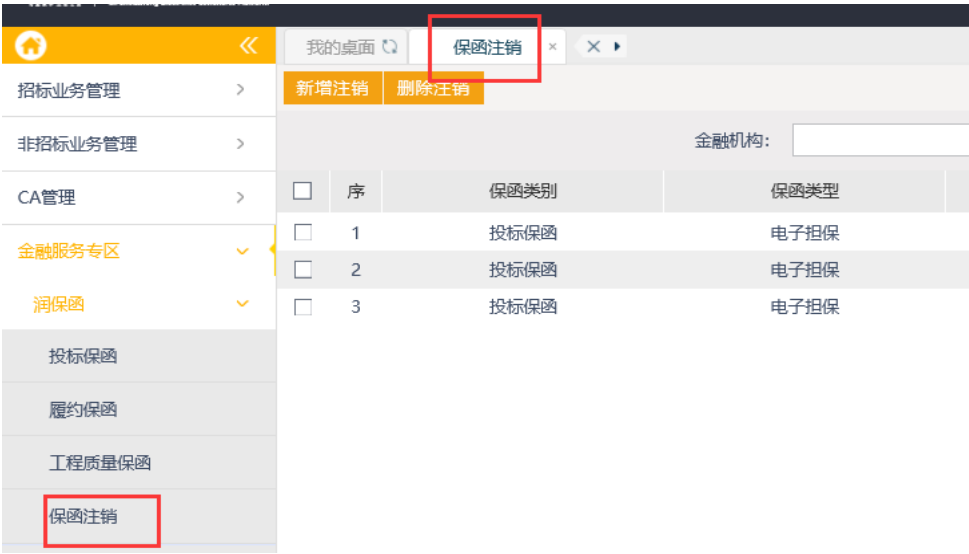 我的桌面
保函注销
招标业务管理
新增注销 删除注销
非招标业务管理
金融机构:
CA管理
序 保函类别 保函类型
1 投标保函 电子担保
金融服务专区
2 投标保函 电子担保
润保函
3 投标保函 电子担保
投标保函
履约保函
工程质量保函
保函注销